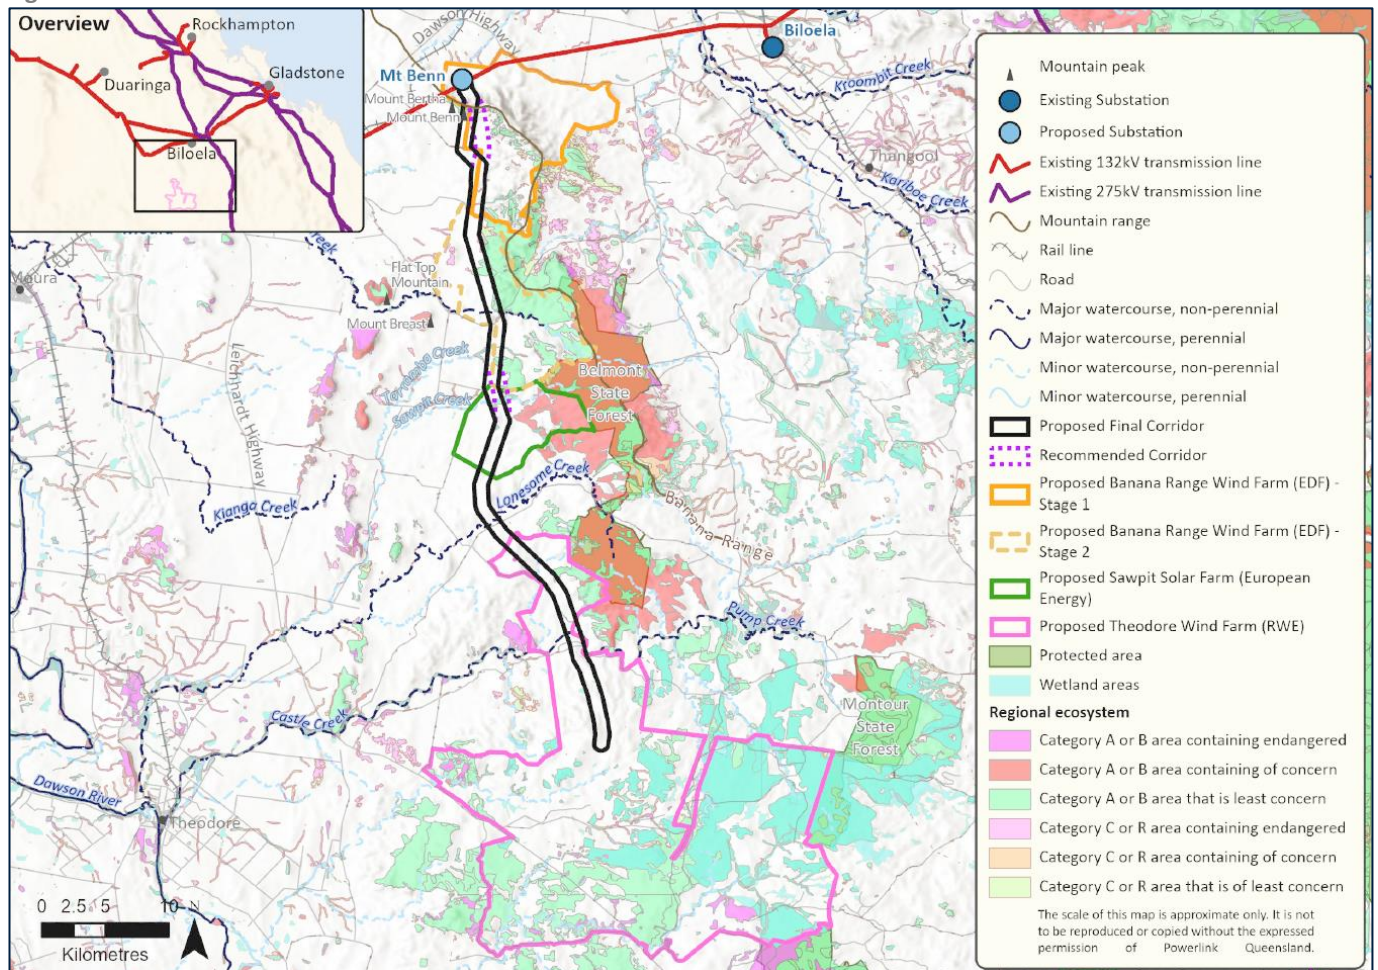 Overview
Rockhampton
Gladstone
Duaringa
Biloela
Dawson Highway
Biloela
Mt Benn
Mount Bertha
Mount Benn
Kroombit Creek
Thangool
Kariboe Creek
Creek
Moura
Flat Top
Mountain
Mount Breast
Leichhardt Highway
Sawpit Creek
Belmont
State
Forest
Lonesome Creek
Kianga Creek
Banana Range
Pump Creek
Castle Creek
Montour
State
Forest
Dawson River
Theodore
0 2.5 5 10
Kilometres
N
Mountain peak
Existing Substation
Proposed Substation
Existing 132kV transmission line
Existing 275kV transmission line
Mountain range
Rail line
Road
Major watercourse, non-perennial
Major watercourse, perennial
Minor watercourse, non-perennial
Minor watercourse, perennial
Proposed Final Corridor
Recommended Corridor
Proposed Banana Range Wind Farm (EDF) -
Stage 1
Proposed Banana Range Wind Farm (EDF) -
Stage 2
Proposed Sawpit Solar Farm (European
Energy)
Proposed Theodore Wind Farm (RWE)
Protected area
Wetland areas
Regional ecosystem
Category A or B area containing endangered
Category A or B area containing of concern
Category A or B area that is least concern
Category C or R area containing endangered
Category C or R area containing of concern
Category C or R area that is of least concern
The scale of this map is approximate only. It is not
to be reproduced or copied without the expressed
permission of Powerlink Queensland.